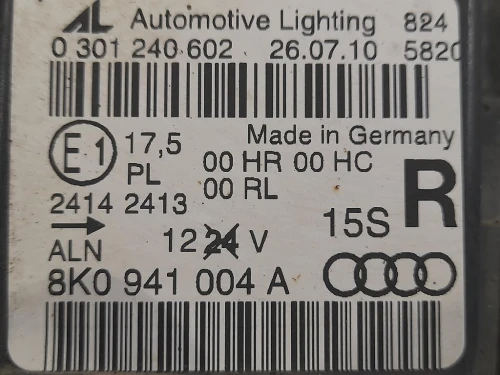 AL Automotive Lighting 824
0 301 240 602 26.07.10 5820
E1 17,5 Made in Germany
PL 00 HR 00 HC R
00 RL
2414 2413
15S
12 24 V
ALN
8K0 941 004 A